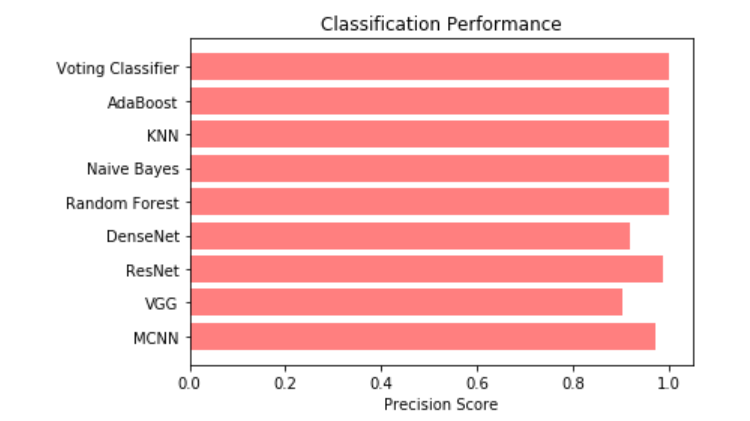 Classification Performance
Voting Classifier
AdaBoost
KNN
Naive Bayes
Random Forest
DenseNet
ResNet
VGG
MCNN
0.0 0.2 0.4 0.6 0.8 1.0
Precision Score